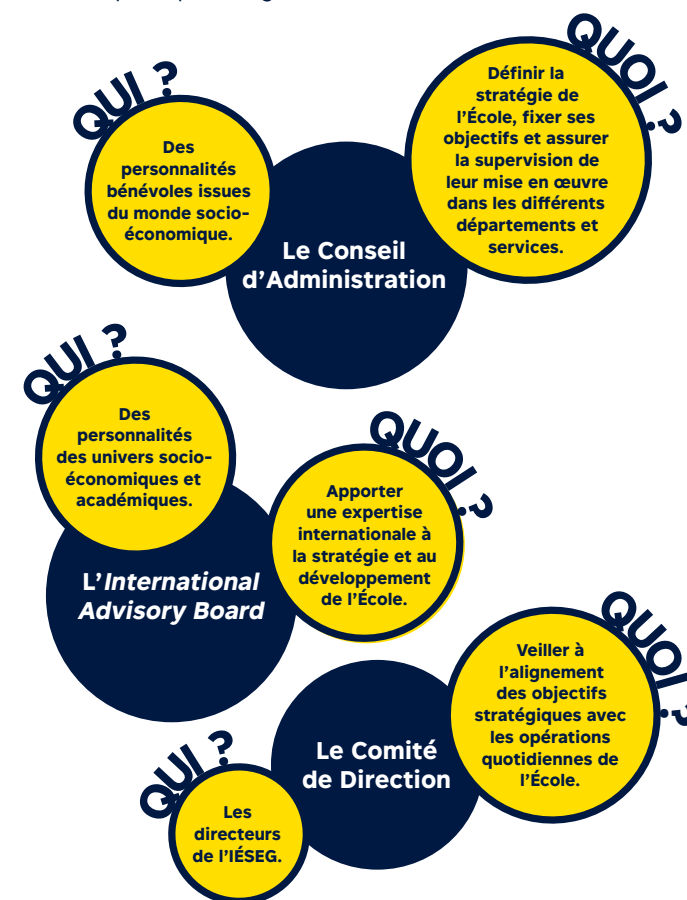 QUI ?
Des
personnalités
bénévoles issues
du monde socio-
économique.
Le Conseil
d’Administration
QUOI ?
Définir la
stratégie de
l’École, fixer ses
objectifs et assurer
la supervision de
leur mise en œuvre
dans les différents
départements et
services.
QUI ?
Des
personnalités
des univers socio-
économiques et
académiques.
L’International
Advisory Board
QUOI ?
Apporter
une expertise
internationale à
la stratégie et au
développement
de l’École.
QUI ?
Les
directeurs
de l’IÉSEG.
Le Comité
de Direction
QUOI ?
Veiller à
l’alignement
des objectifs
stratégiques avec
les opérations
quotidiennes de
l’École.